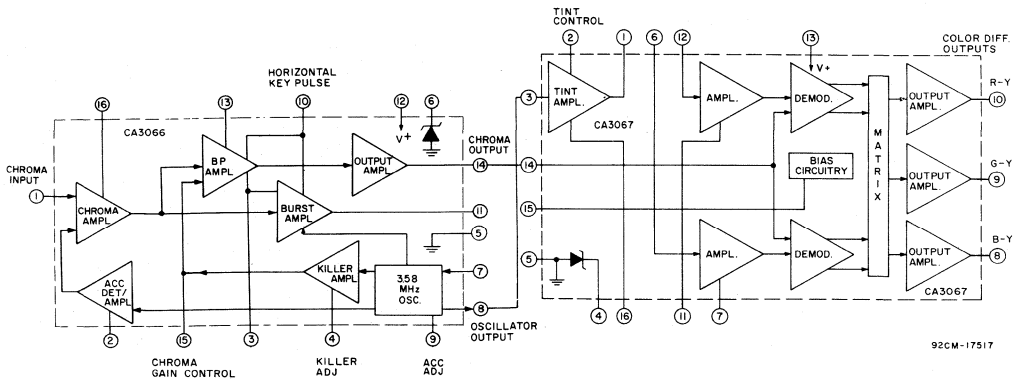 TINT
CONTROL
2
1
6
12
13
V+
COLOR DIFF.
OUTPUTS
HORIZONTAL
KEY PULSE
16
13
10
12
6
V+
CA3066
CHROMA
INPUT
1
CHROMA
AMPL.
BP
AMPL
OUTPUT
AMPL.
BURST
AMPL.
CHROMA
OUTPUT
14
11
5
7
8
ACC
DET/
AMPL
KILLER
AMPL
3.58
MHz
OSC.
OSCILLATOR
OUTPUT
2
15
3
4
9
CHROMA
GAIN CONTROL
KILLER
ADJ
ACC
ADJ
3
TINT
AMPL.
CA3067
AMPL.
DEMOD.
MATRIX
OUTPUT
AMPL.
R-Y
10
14
BIAS
CIRCUITRY
OUTPUT
AMPL.
G-Y
9
15
5
AMPL.
DEMOD.
OUTPUT
AMPL.
B-Y
8
CA3067
4
16
11
7
92CM-17517